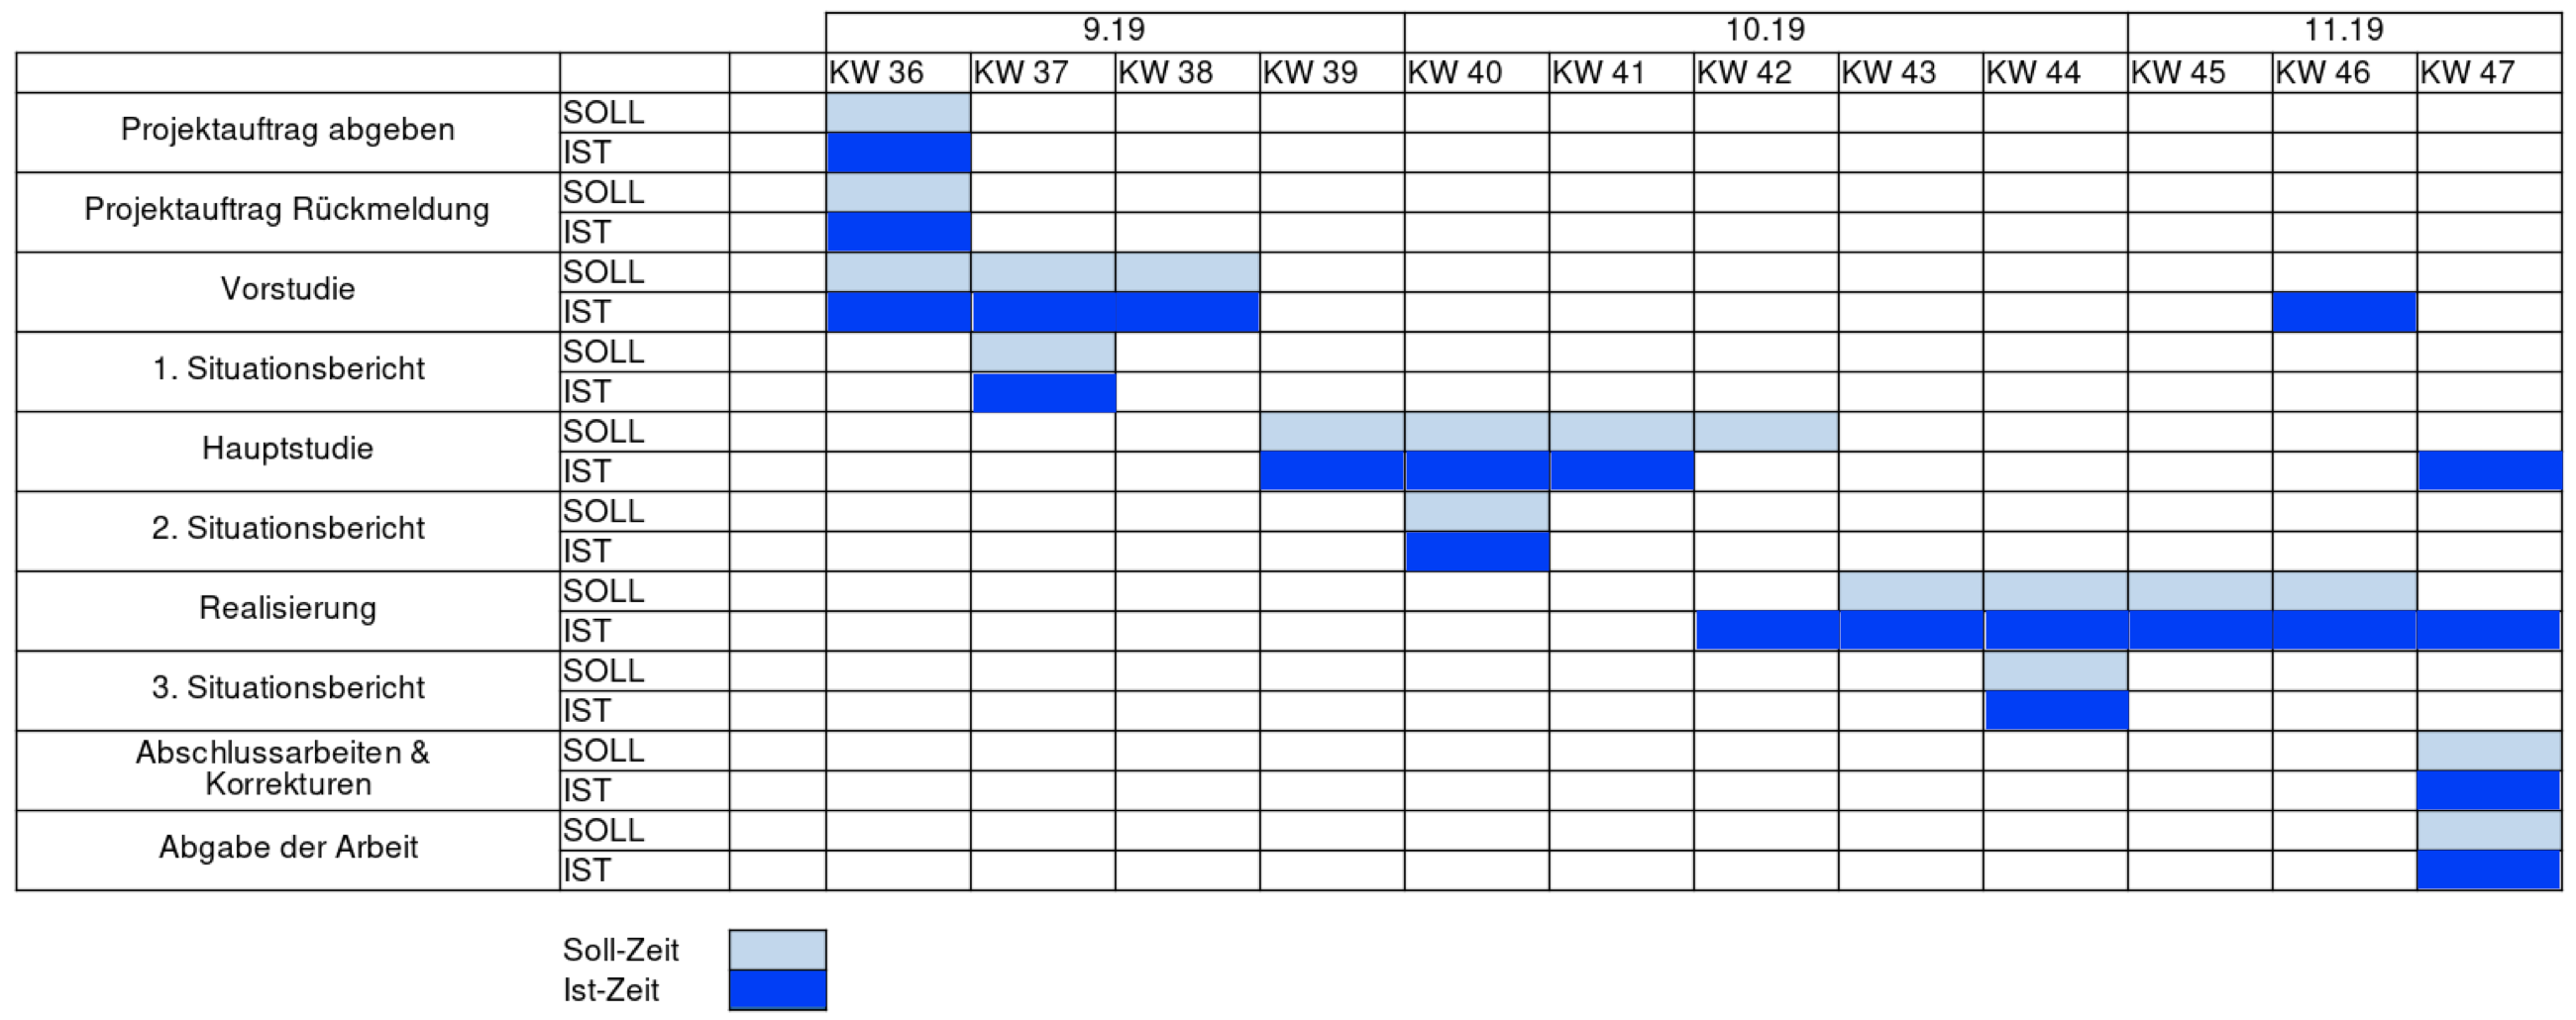 9.19 10.19 11.19
KW 36 KW 37 KW 38 KW 39 KW 40 KW 41 KW 42 KW 43 KW 44 KW 45 KW 46 KW 47
Projektauftrag abgeben
SOLL
IST
Projektauftrag Rückmeldung
SOLL
IST
Vorstudie
SOLL
IST
1. Situationsbericht
SOLL
IST
Hauptstudie
SOLL
IST
2. Situationsbericht
SOLL
IST
Realisierung
SOLL
IST
3. Situationsbericht
SOLL
IST
Abschlussarbeiten &
Korrekturen
SOLL
IST
Abgabe der Arbeit
SOLL
IST
Soll-Zeit
Ist-Zeit